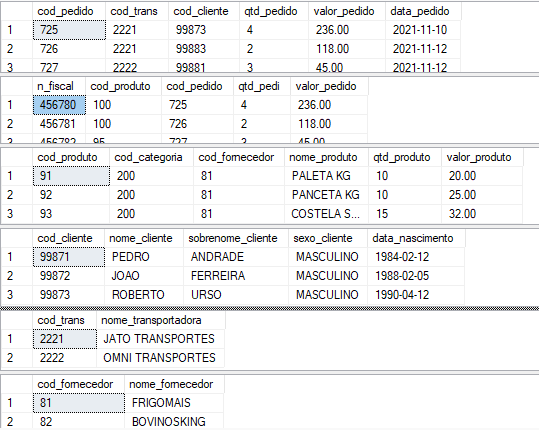 cod_pedido cod_trans cod_cliente qtd_pedido valor_pedido data_pedido
1 725 2221 99873 4 236.00 2021-11-10
2 726 2221 99883 2 118.00 2021-11-12
3 727 2222 99881 3 45.00 2021-11-12
n_fiscal cod_produto cod_pedido qtd_pedi valor_pedido
1 456780 100 725 4 236.00
2 456781 100 726 2 118.00
3 456782 95 727 3 45.00
cod_produto cod_categoria cod_fornecedor nome_produto qtd_produto valor_produto
1 91 200 81 PALETA KG 10 20.00
2 92 200 81 PANCETA KG 10 25.00
3 93 200 81 COSTELA S... 15 32.00
cod_cliente nome_cliente sobrenome_cliente sexo_cliente data_nascimento
1 99871 PEDRO ANDRADE MASCULINO 1984-02-12
2 99872 JOAO FERREIRA MASCULINO 1988-02-05
3 99873 ROBERTO URSO MASCULINO 1990-04-12
cod_trans nome_transportadora
1 2221 JATO TRANSPORTES
2 2222 OMNI TRANSPORTES
cod_fornecedor nome_fornecedor
1 81 FRIGOMAIS
2 82 BOVINOSKING